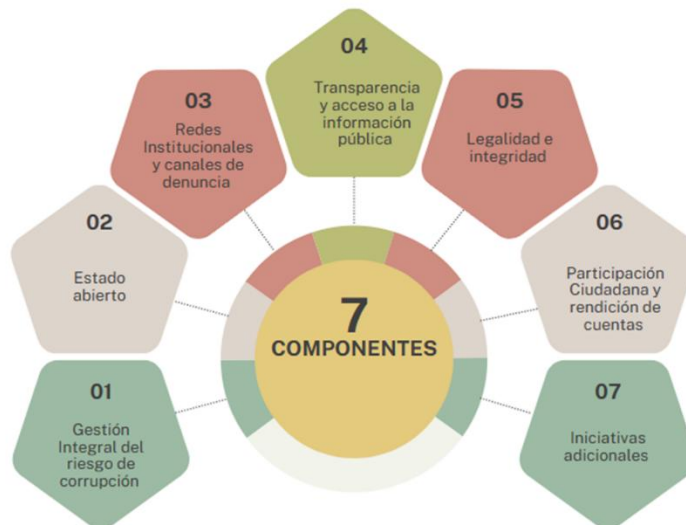 04
Transparencia
y acceso a la
información
pública
03
Redes
Institucionales
y canales de
denuncia
05
Legalidad e
integridad
02
Estado
abierto
06
Participación
Ciudadana y
rendición de
cuentas
7
COMPONENTES
01
Gestión
Integral del
riesgo de
corrupción
07
Iniciativas
adicionales